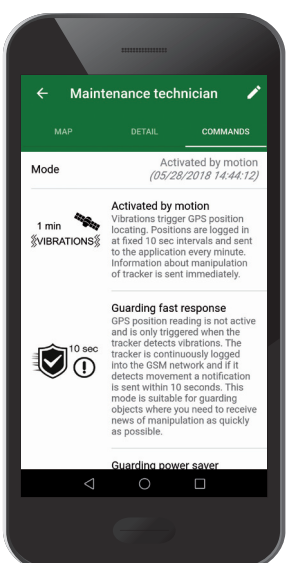 Maintenance technician
MAP DETAIL COMMANDS
Mode
Activated by motion
(05/28/2018 14:44:12)
1 min
VIBRATIONS
Activated by motion
Vibrations trigger GPS position
locating. Positions are logged in
at fixed 10 sec intervals and sent
to the application every minute.
Information about manipulation
of tracker is sent immediately.
10 sec
Guarding fast response
GPS position reading is not active
and is only triggered when the
tracker detects vibrations. The
tracker is continuously logged
into the GSM network and if it
detects movement a notification
is sent within 10 seconds. This
mode is suitable for guarding
objects where you need to receive
news of manipulation as quickly
as possible.
Guarding power saver